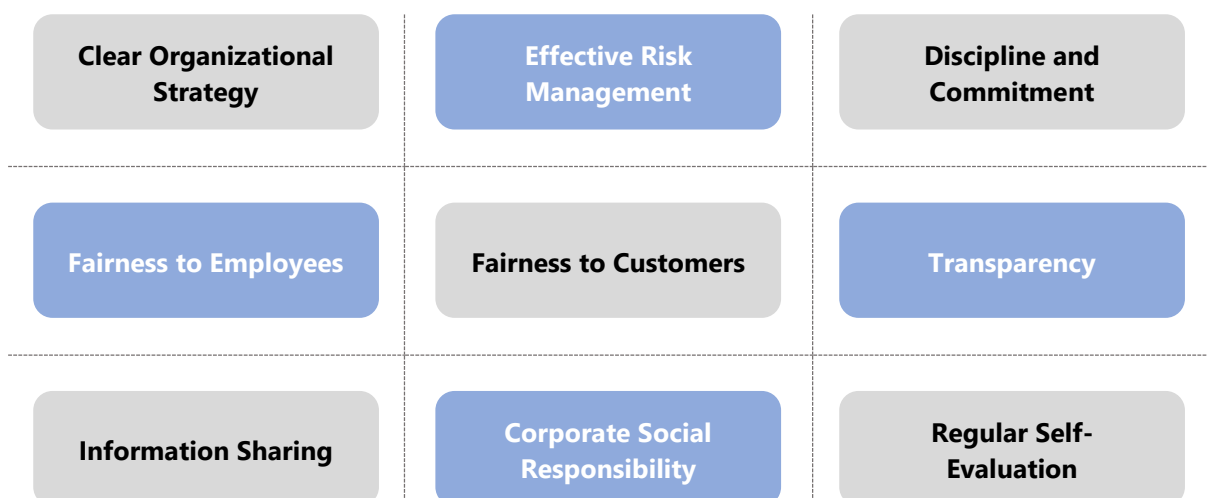 Clear Organizational
Strategy
Effective Risk
Management
Discipline and
Commitment
Fairness to Employees
Fairness to Customers
Transparency
Information Sharing
Corporate Social
Responsibility
Regular Self-
Evaluation